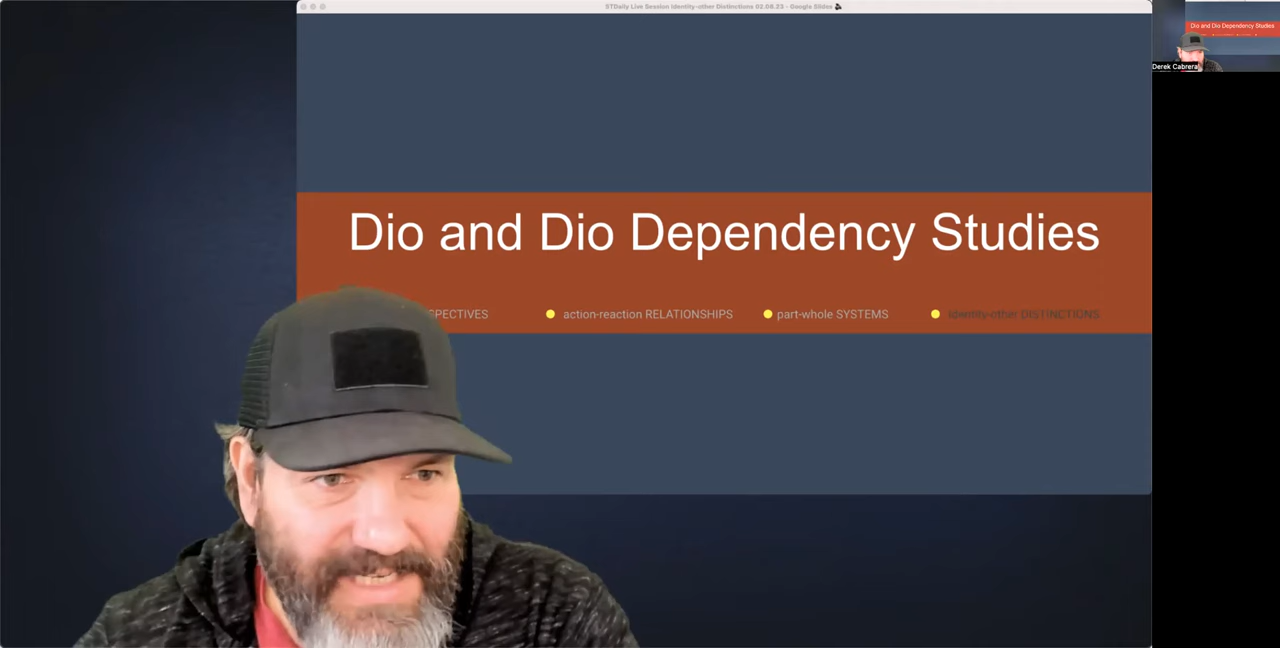 STDaily Live Session Identity-other Distinctions 02.08.23 - Google Slides
Dio and Dio Dependency Studies
SPECTIVES
action-reaction RELATIONSHIPS
part-whole SYSTEMS
identity-other DISTINCTIONS
Dio and Dio Dependency Studies
Derek Cabrera